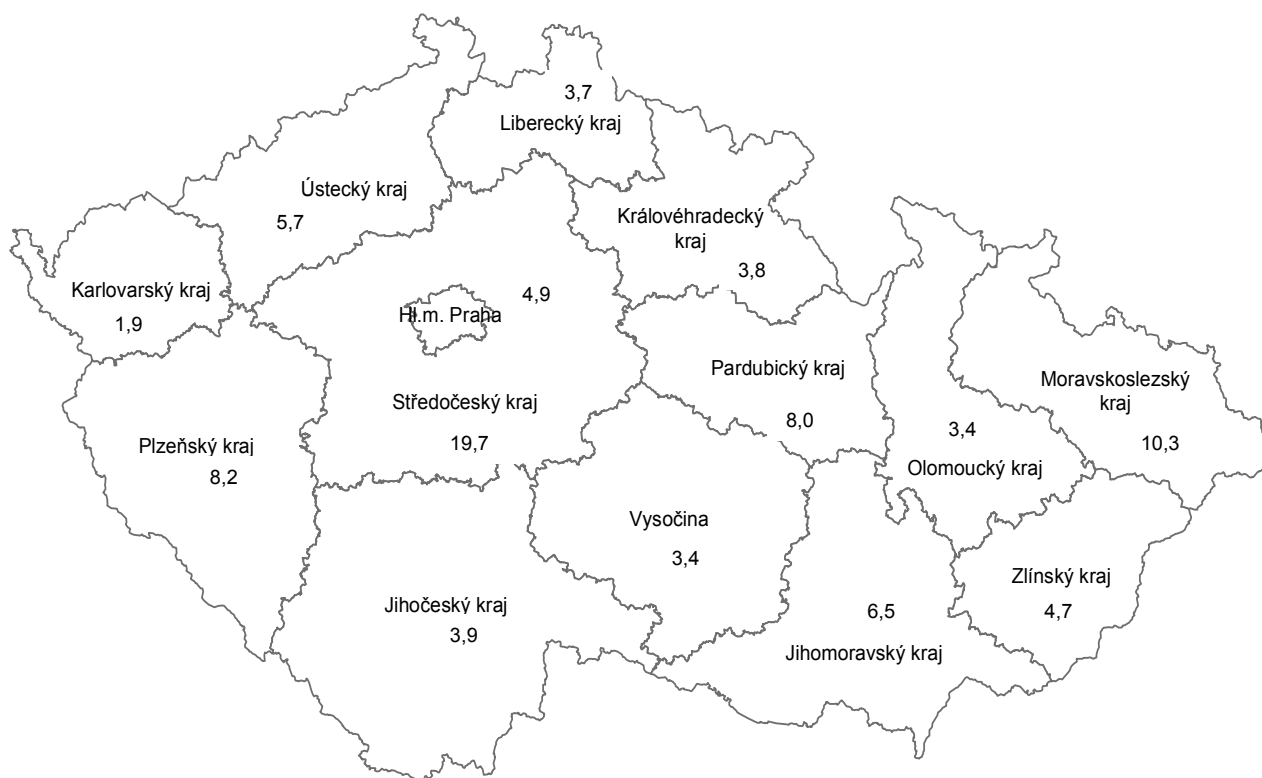 3,7
Liberecký kraj
Ústecký kraj
5,7
Královéhradecký
kraj
3,8
Karlovarský kraj
1,9
4,9
Hl.m. Praha
Pardubický kraj
8,0
Moravskoslezský
kraj
10,3
Středočeský kraj
19,7
Plzeňský kraj
8,2
3,4
Olomoucký kraj
Vysočina
3,4
Zlínský kraj
4,7
Jihočeský kraj
3,9
6,5
Jihomoravský kraj